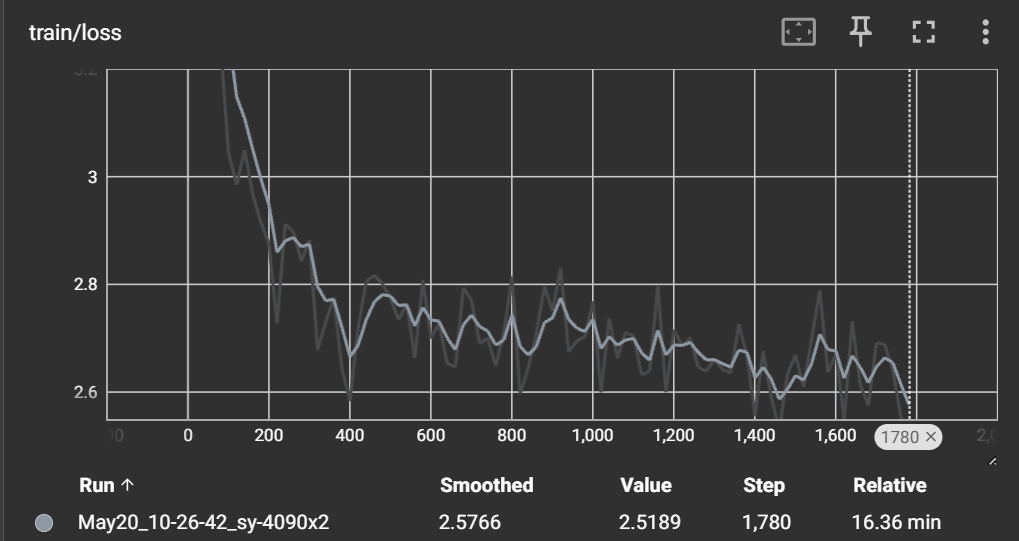 train/loss
3.2
3
2.8
2.6
0 200 400 600 800 1,000 1,200 1,400 1,600 1780 ×
Run ↑ Smoothed Value Step Relative
May20_10-26-42_sy-4090x2 2.5766 2.5189 1,780 16.36 min